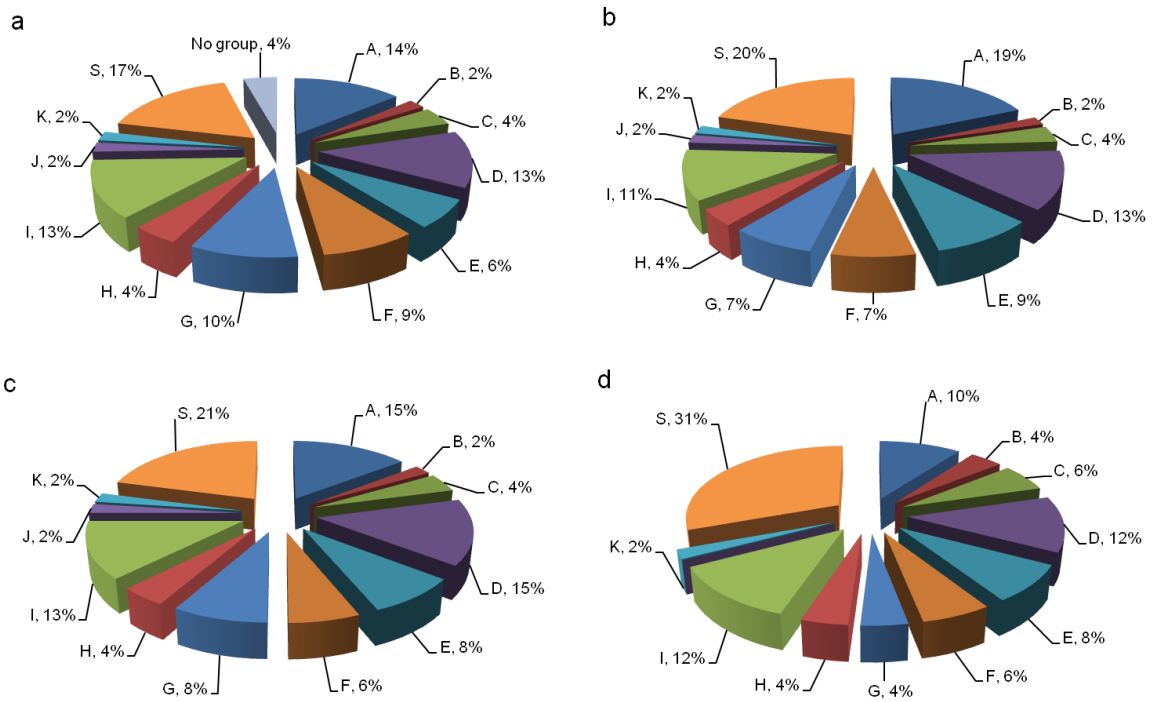 a
No group, 4%
A, 14%
B, 2%
C, 4%
D, 13%
E, 6%
F, 9%
G, 10%
H, 4%
I, 13%
J, 2%
K, 2%
S, 17%
b
A, 19%
B, 2%
C, 4%
D, 13%
E, 9%
F, 7%
G, 7%
H, 4%
I, 11%
J, 2%
K, 2%
S, 20%
c
A, 15%
B, 2%
C, 4%
D, 15%
E, 8%
F, 6%
G, 8%
H, 4%
I, 13%
J, 2%
K, 2%
S, 21%
d
A, 10%
B, 4%
C, 6%
D, 12%
E, 8%
F, 6%
G, 4%
H, 4%
I, 12%
K, 2%
S, 31%